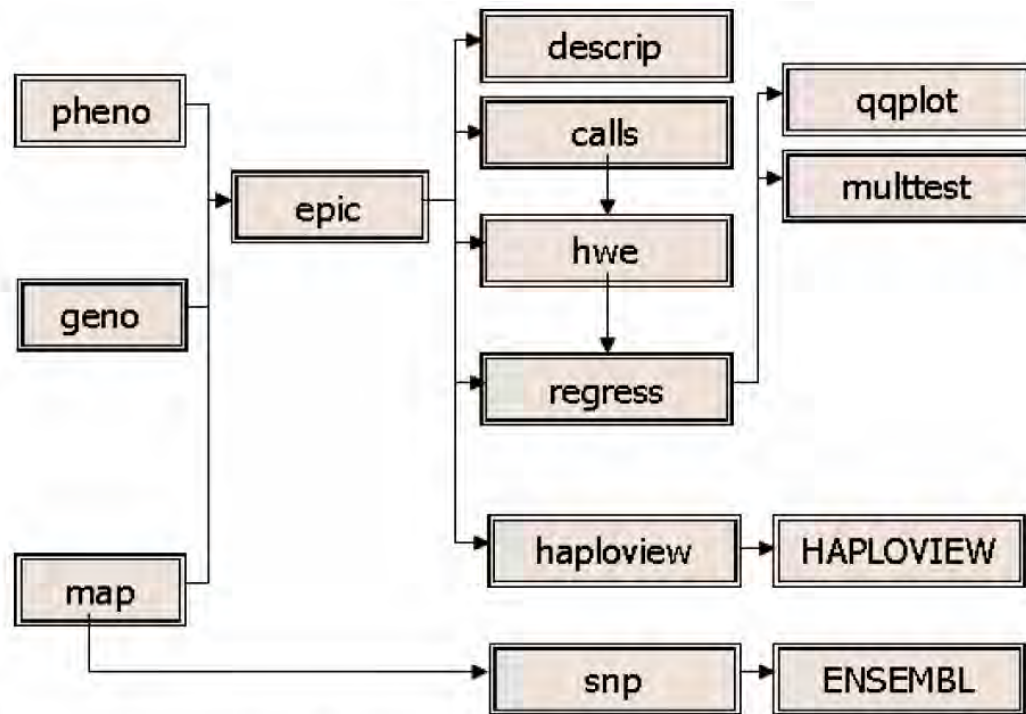 pheno
geno
map
epic
descrip
calls
hwe
regress
haploview
snp
qqplot
multtest
HAPLOVIEW
ENSEMBL